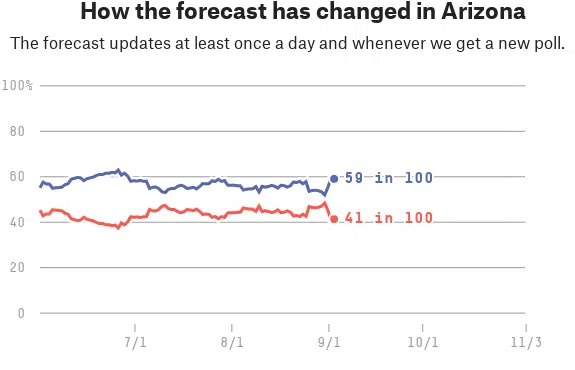 How the forecast has changed in Arizona
The forecast updates at least once a day and whenever we get a new poll.
100%
80
60
59 in 100
40
41 in 100
20
0
7/1 8/1 9/1 10/1 11/3